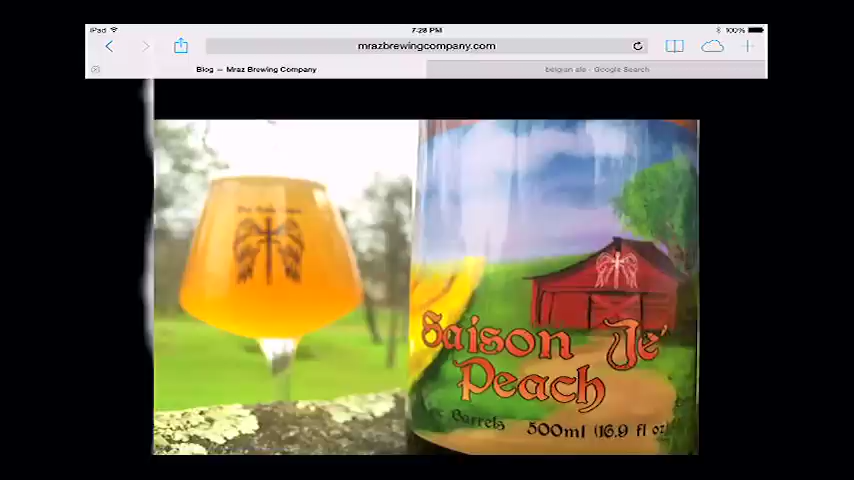 iPad
7:28 PM
100%
mrazbrewingcompany.com
Blog — Mraz Brewing Company
belgian ale - Google Search
Saison Je'
Peach
Barrels
500ml (16.9 fl oz